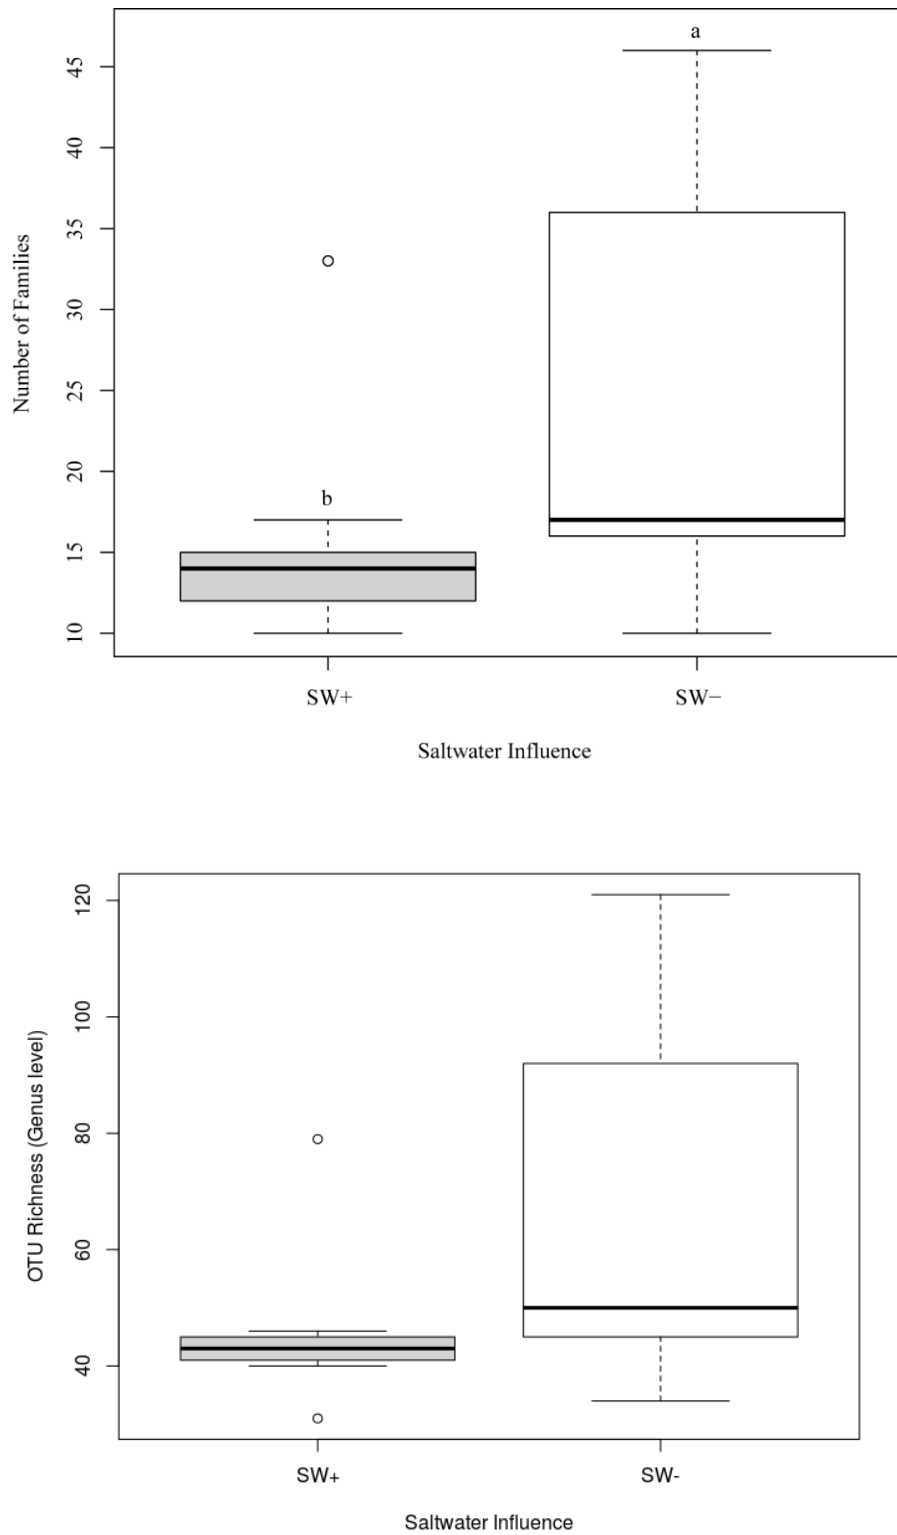 a
45
40
35
30
25
20
15
10
Number of Families
b
SW+
SW−
Saltwater Influence
120
100
80
60
40
OTU Richness (Genus level)
SW+
SW-
Saltwater Influence